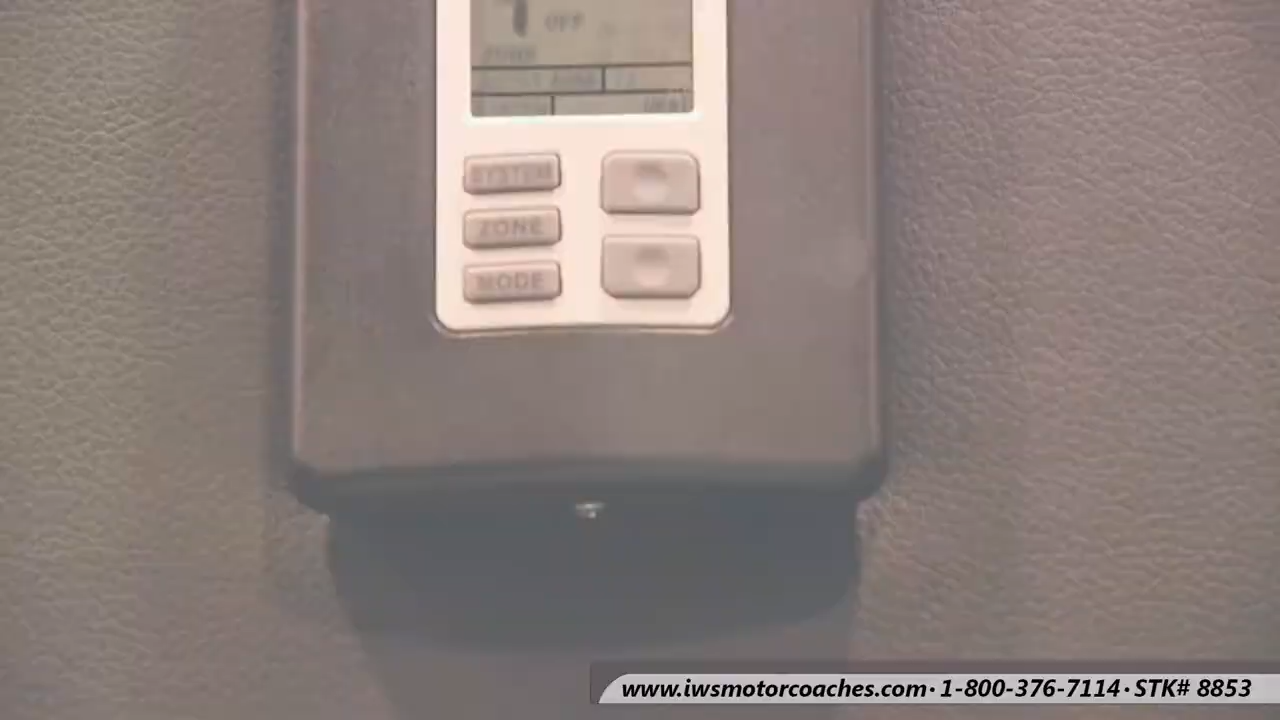 OFF
SYSTEM
ZONE
MODE
www.iwsmotorcoaches.com · 1-800-376-7114 · STK# 8853